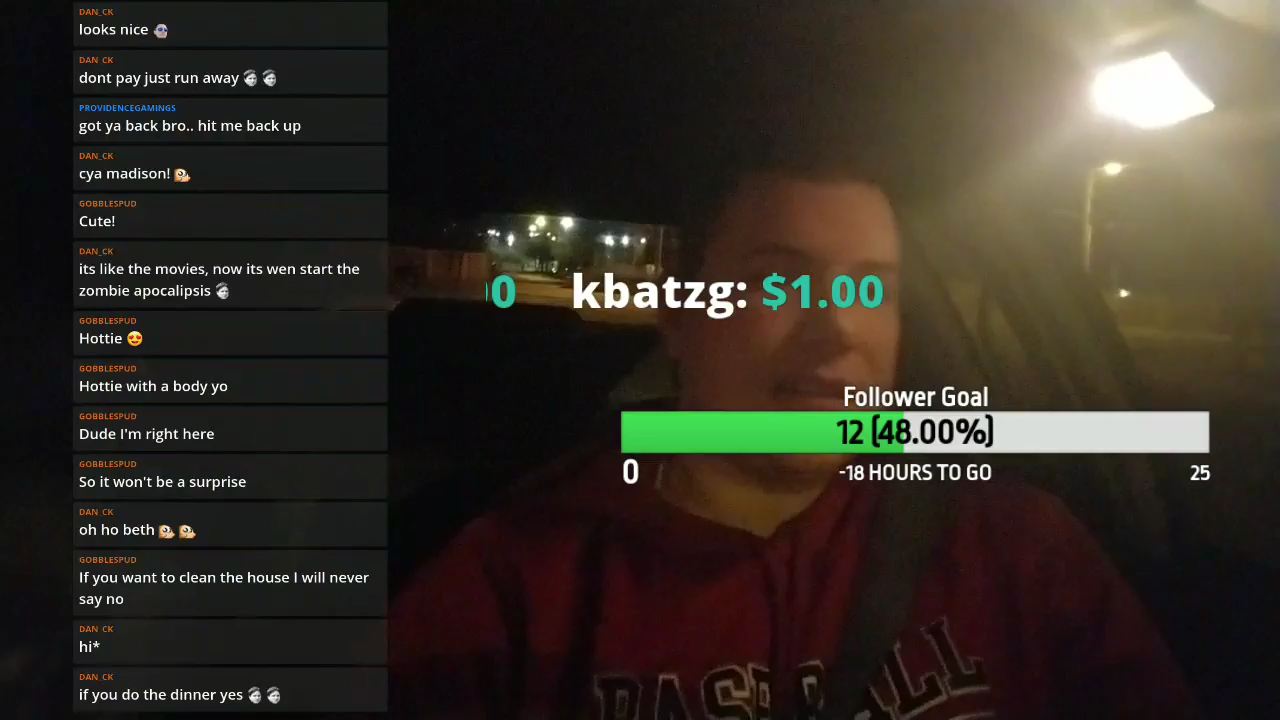 DAN_CK
looks nice
DAN_CK
dont pay just run away
PROVIDENCEGAMINGS
got ya back bro.. hit me back up
DAN_CK
cya madison!
GOBBLESPUD
Cute!
DAN_CK
its like the movies, now its wen start the
zombie apocalipsis
GOBBLESPUD
Hottie 😍
GOBBLESPUD
Hottie with a body yo
GOBBLESPUD
Dude I'm right here
GOBBLESPUD
So it won't be a surprise
DAN_CK
oh ho beth
GOBBLESPUD
If you want to clean the house I will never
say no
DAN_CK
hi*
DAN_CK
if you do the dinner yes
0 kbatzg: $1.00
Follower Goal
12 (48.00%)
0 -18 HOURS TO GO 25
BASEBALL